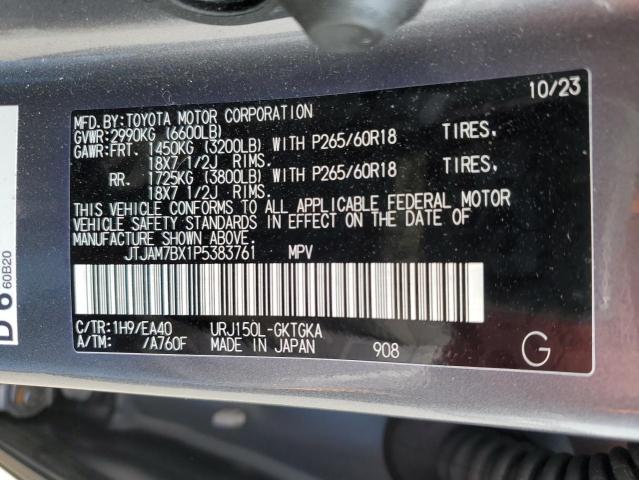 10/23
MFD. BY: TOYOTA MOTOR CORPORATION
GVWR: 2990KG (6600LB)
GAWR: FRT. 1450KG (3200LB) WITH P265/60R18 TIRES,
18X7 1/2J RIMS.
RR. 1725KG (3800LB) WITH P265/60R18 TIRES,
18X7 1/2J RIMS.
THIS VEHICLE CONFORMS TO ALL APPLICABLE FEDERAL MOTOR
VEHICLE SAFETY STANDARDS IN EFFECT ON THE DATE OF
MANUFACTURE SHOWN ABOVE.
JTJAM7BX1P5383761 MPV
C/TR: 1H9/EA40 URJ150L-GKTGKA
A/TM: /A760F MADE IN JAPAN 908
G
D 6
60B20